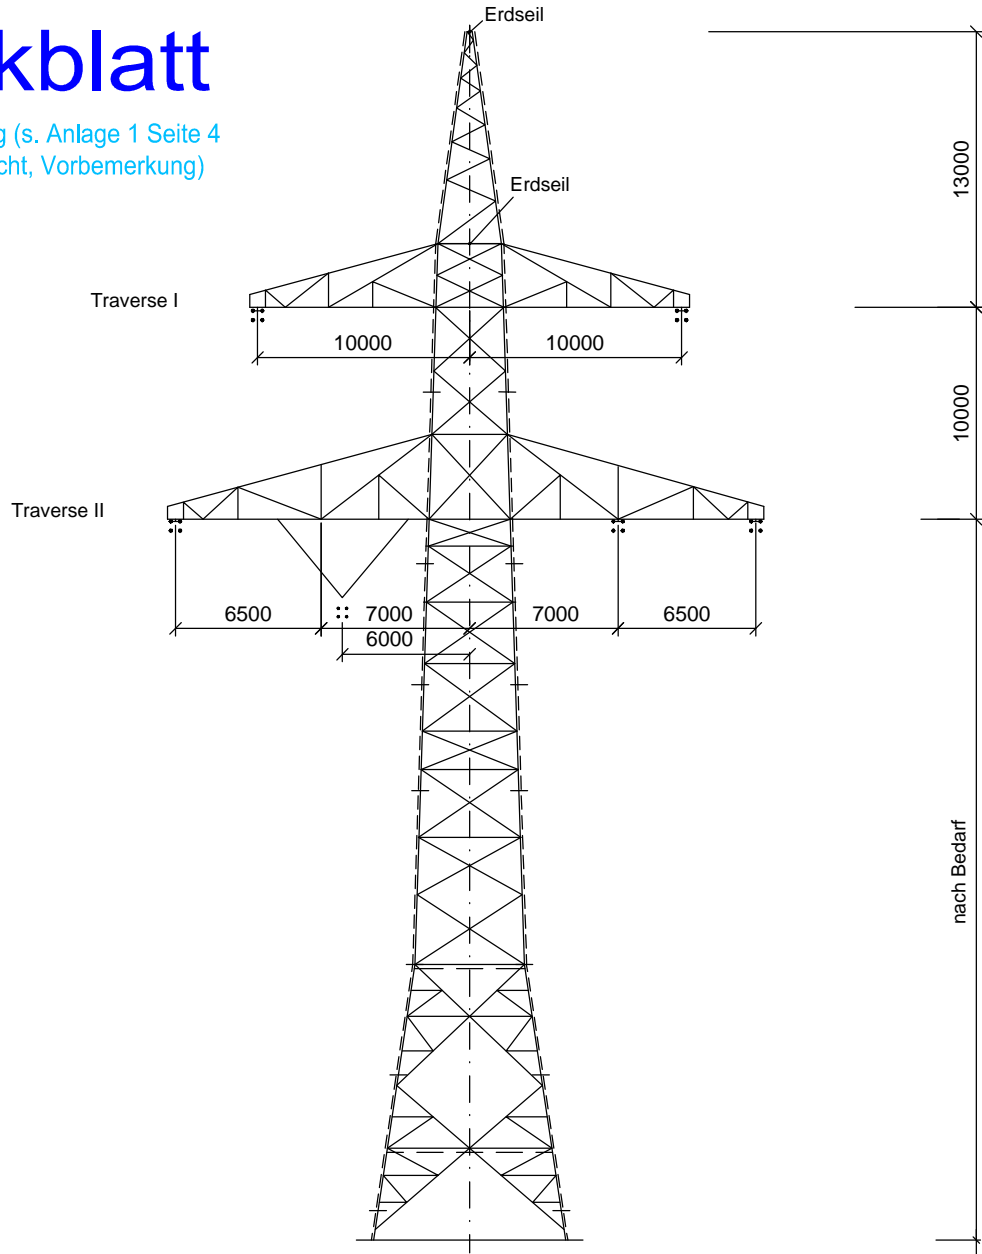 Erdseil
kblatt
g (s. Anlage 1 Seite 4
cht, Vorbemerkung)
13000
Erdseil
Traverse I
10000 10000
10000
Traverse II
6500 7000 7000 6500
6000
nach Bedarf